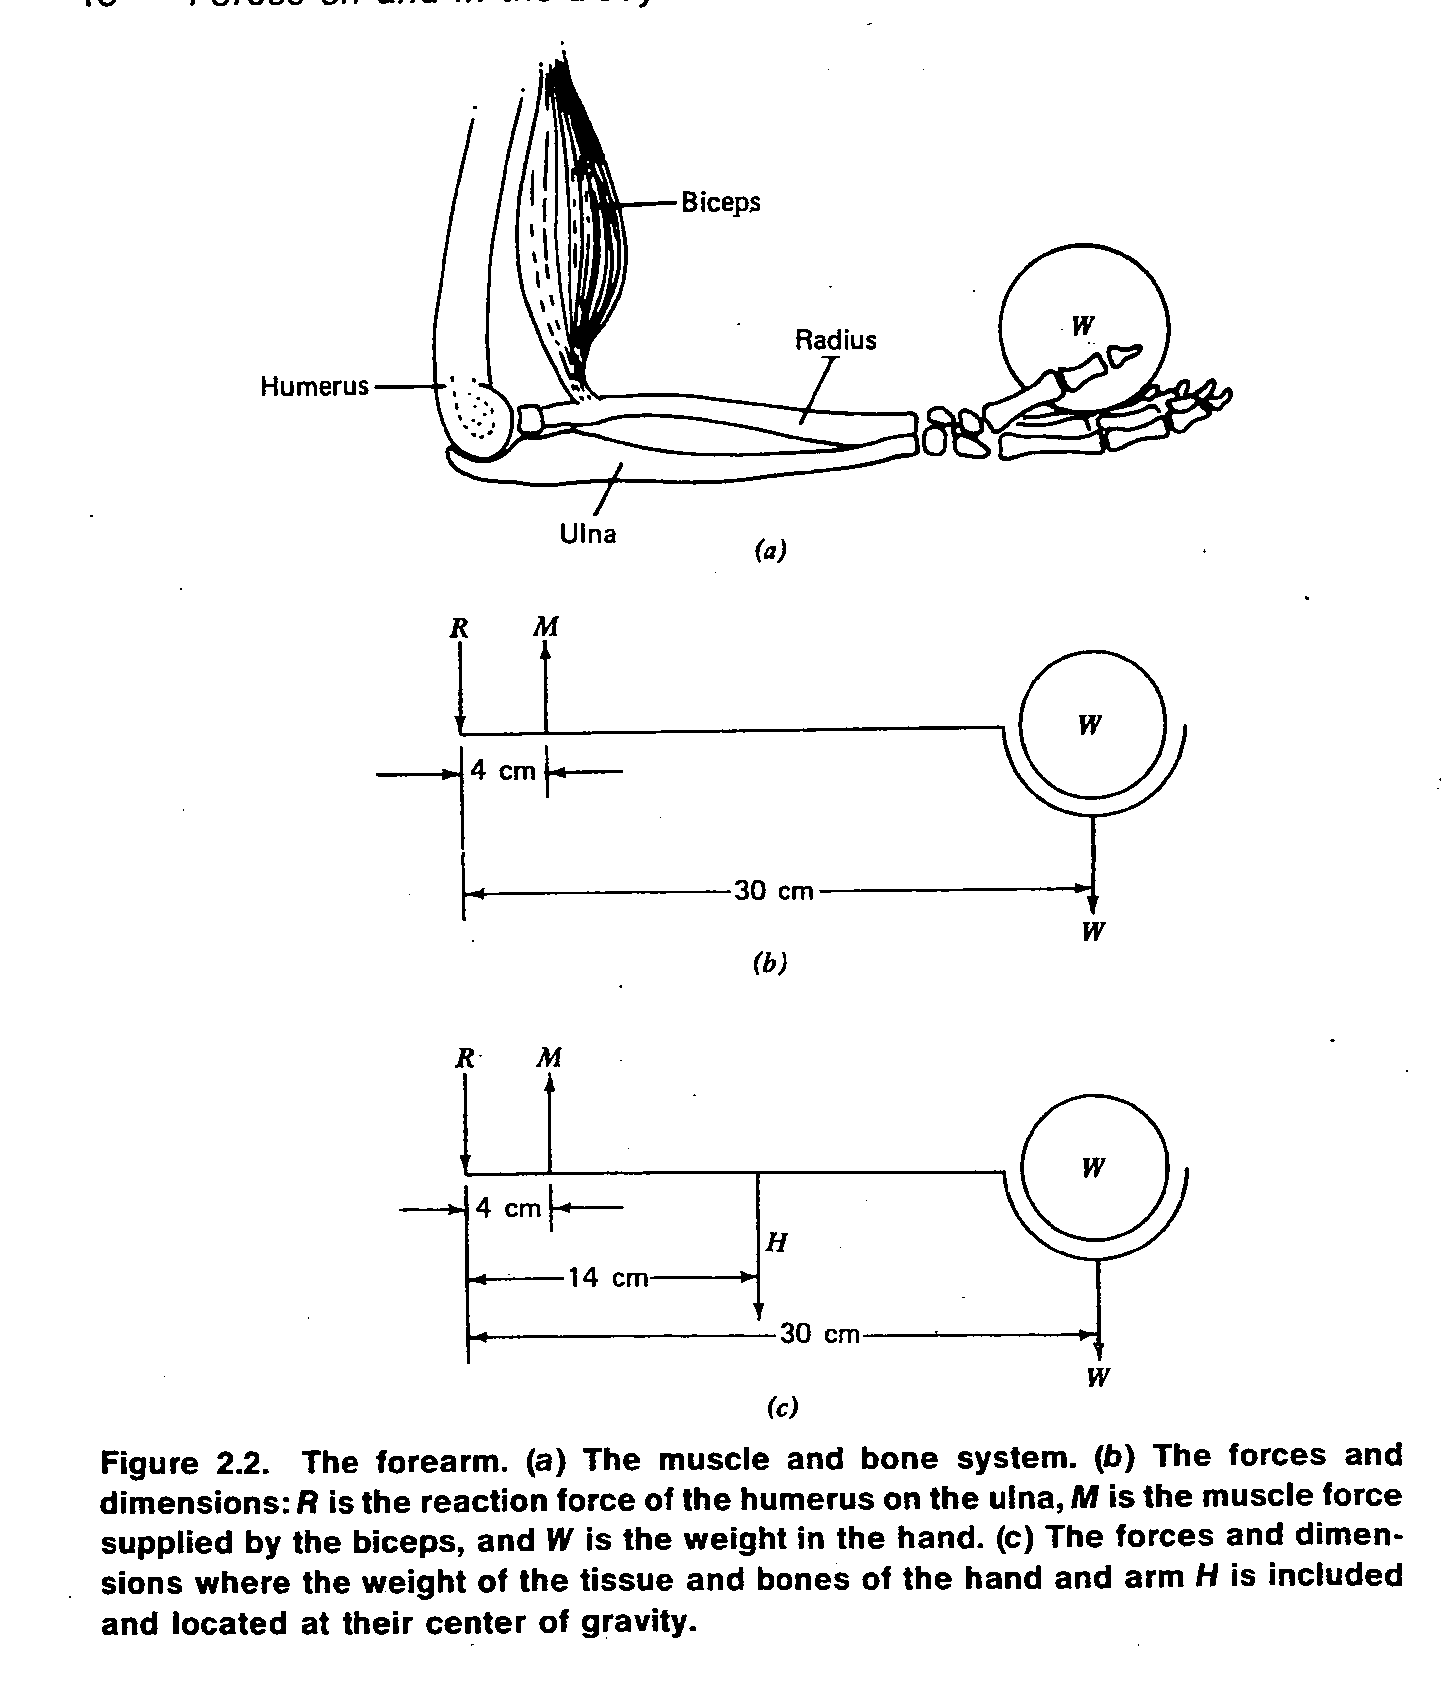 Biceps
W
Radius
Humerus
Ulna
(a)
R M
W
4 cm
30 cm
W
(b)
R M
W
4 cm
H
14 cm
30 cm
W
(c)
Figure 2.2. The forearm. (a) The muscle and bone system. (b) The forces and
dimensions: R is the reaction force of the humerus on the ulna, M is the muscle force
supplied by the biceps, and W is the weight in the hand. (c) The forces and dimen-
sions where the weight of the tissue and bones of the hand and arm H is included
and located at their center of gravity.